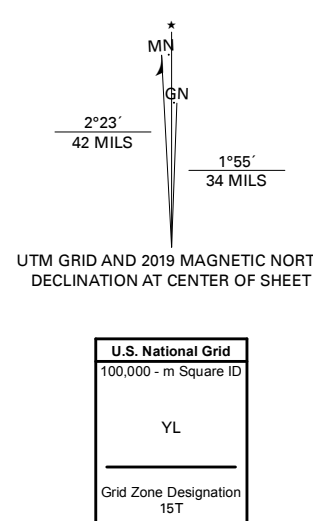 MN
GN
2°23´
42 MILS
1°55´
34 MILS
UTM GRID AND 2019 MAGNETIC NORT
DECLINATION AT CENTER OF SHEET
U.S. National Grid
100,000 - m Square ID
YL
Grid Zone Designation
15T